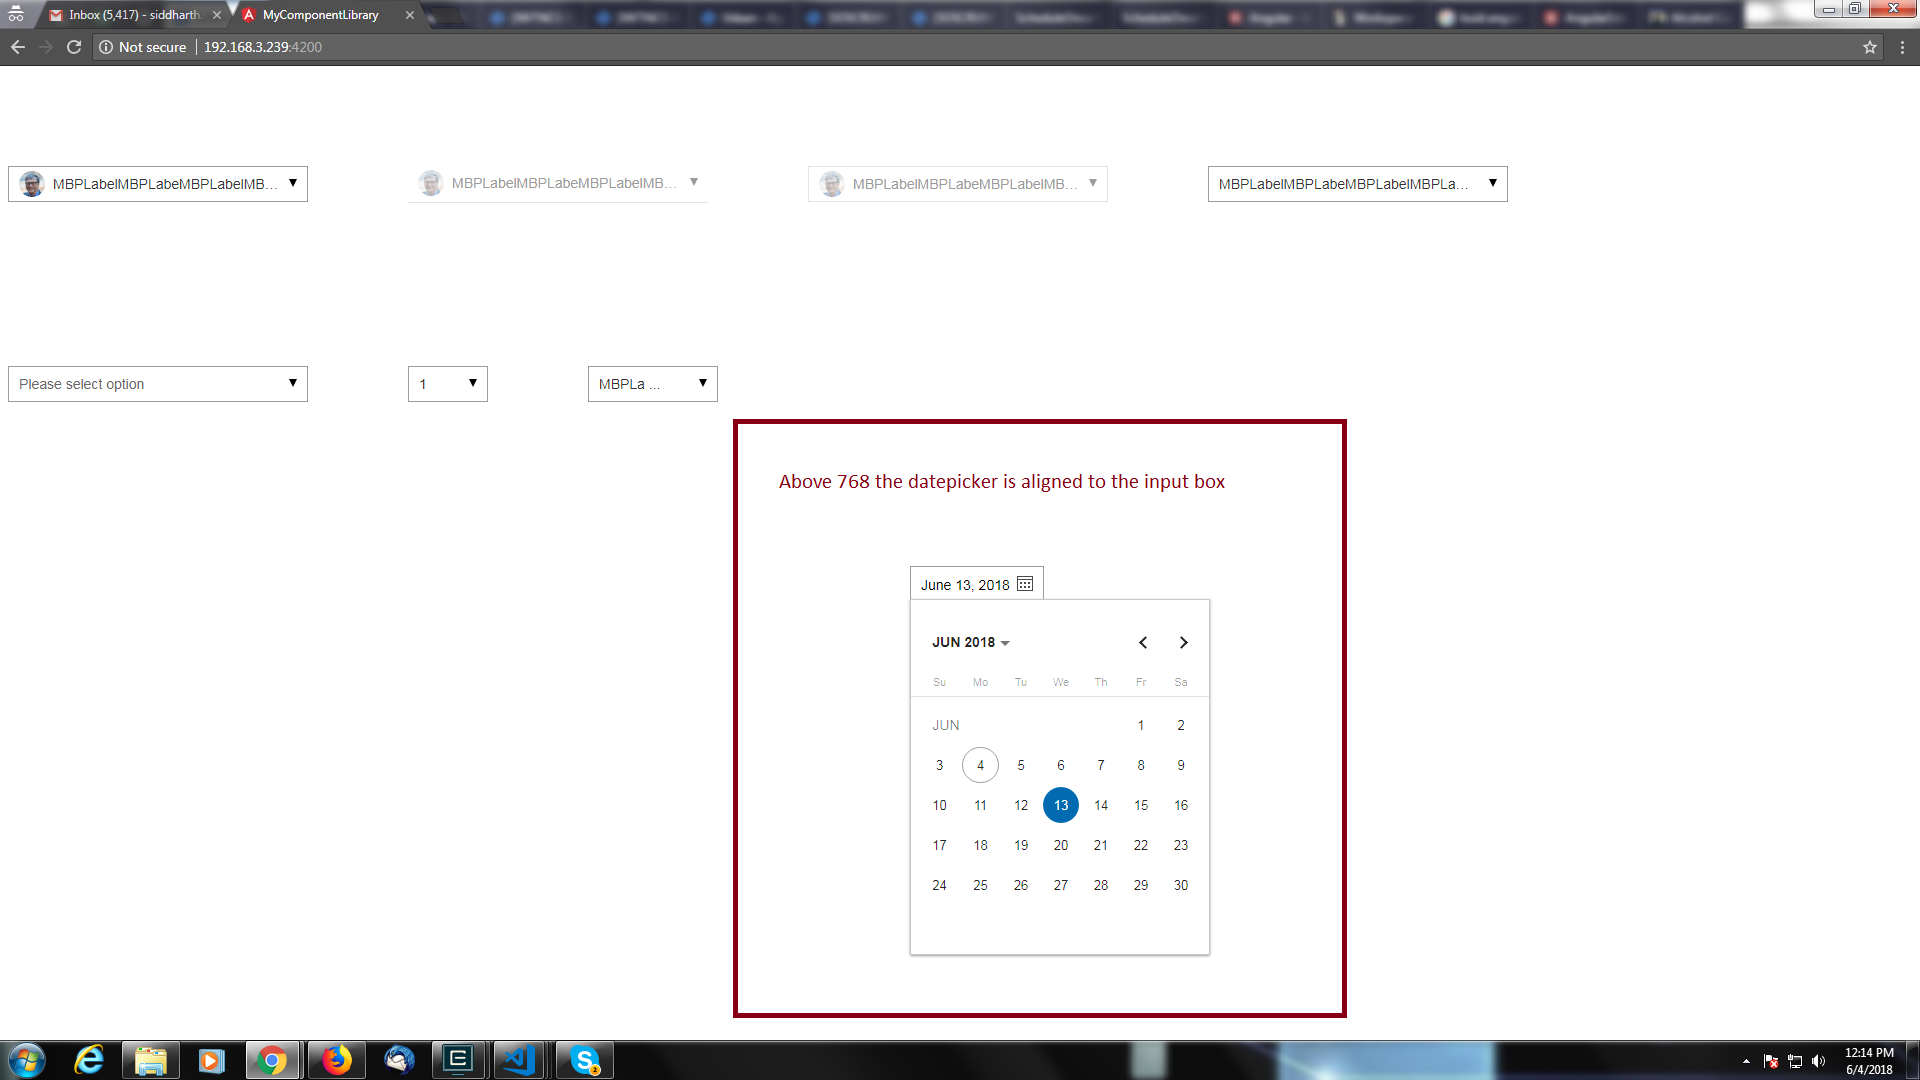 Inbox (5,417) - siddharth.
MyComponentLibrary
Not secure
192.168.3.239:4200
MBPLabelMBPLabeMBPLabelMB...
MBPLabelMBPLabeMBPLabelMB...
MBPLabelMBPLabeMBPLabelMB...
MBPLabelMBPLabeMBPLabelMBPLa...
Please select option
1
MBPLa ...
Above 768 the datepicker is aligned to the input box
June 13, 2018
JUN 2018
Su Mo Tu We Th Fr Sa
JUN 1 2
3 4 5 6 7 8 9
10 11 12 13 14 15 16
17 18 19 20 21 22 23
24 25 26 27 28 29 30
2
12:14 PM
6/4/2018